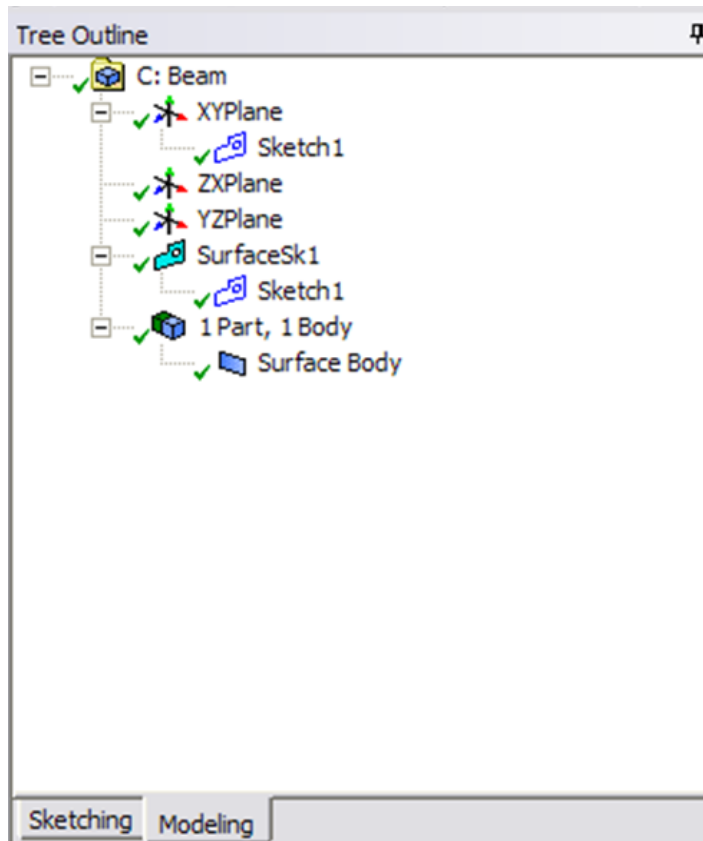 Tree Outline
C: Beam
XYPlane
Sketch1
ZXPlane
YZPlane
SurfaceSk1
Sketch1
1 Part, 1 Body
Surface Body
Sketching Modeling